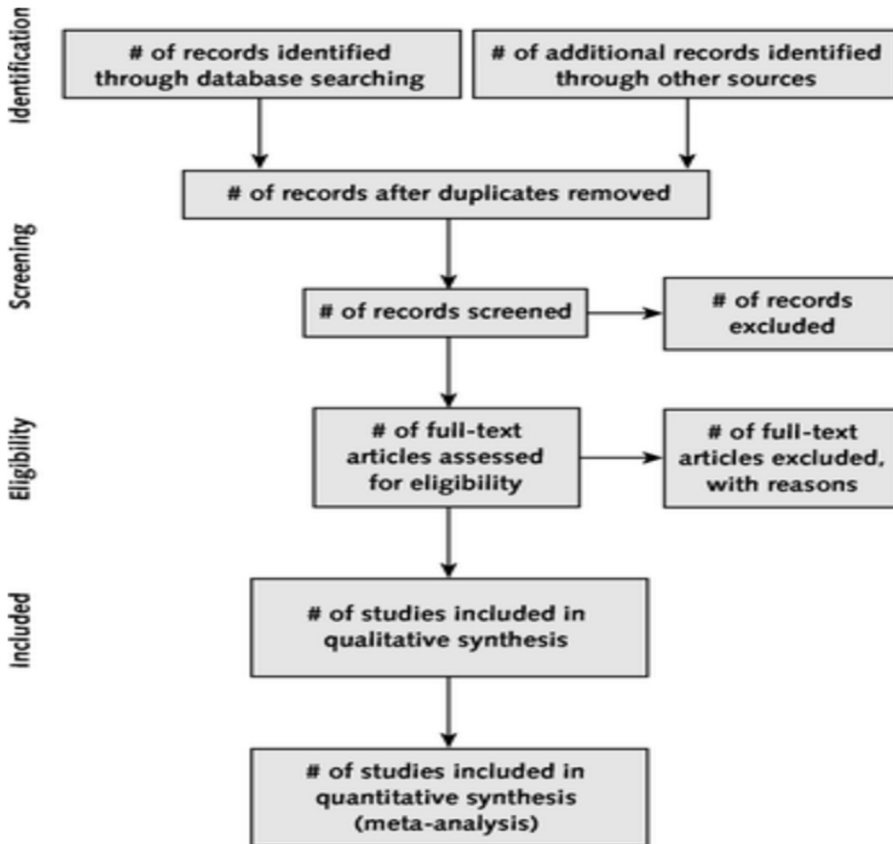 Identification
# of records identified
through database searching
# of additional records identified
through other sources
# of records after duplicates removed
Screening
# of records screened
# of records
excluded
Eligibility
# of full-text
articles assessed
for eligibility
# of full-text
articles excluded,
with reasons
Included
# of studies included in
qualitative synthesis
# of studies included in
quantitative synthesis
(meta-analysis)